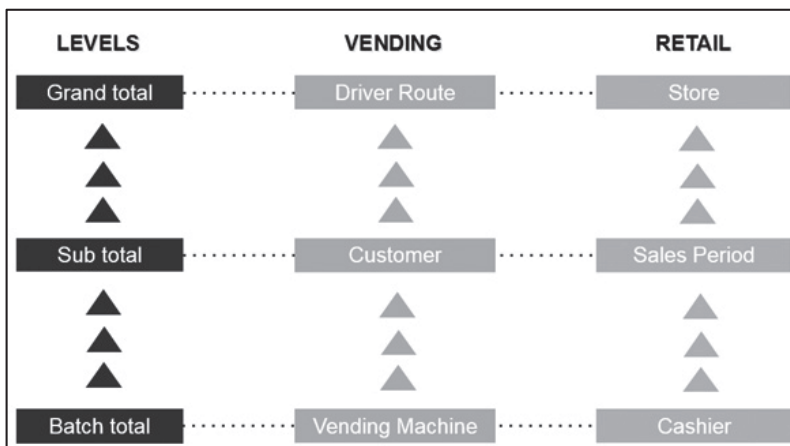 LEVELS VENDING RETAIL
Grand total Driver Route Store
Sub total Customer Sales Period
Batch total Vending Machine Cashier